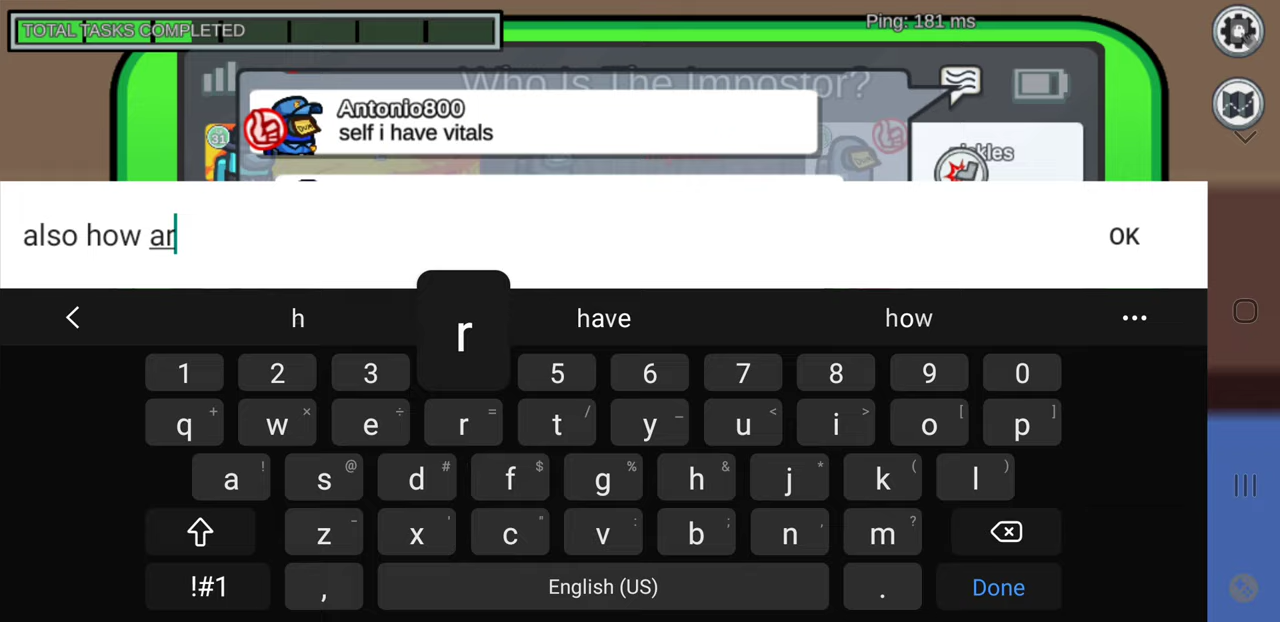 TOTAL TASKS COMPLETED
Ping: 181 ms
Who Is The Impostor?
Antonio800
self i have vitals
31
also how ar
OK
h
r
have
how
...
1 2 3 5 6 7 8 9 0
q + w × e ÷ r = t / y _ u < i > o [ p ]
a ! s @ d # f $ g % h & j * k ( l )
z - x ' c " v : b ; n , m ?
!#1 , English (US) . Done